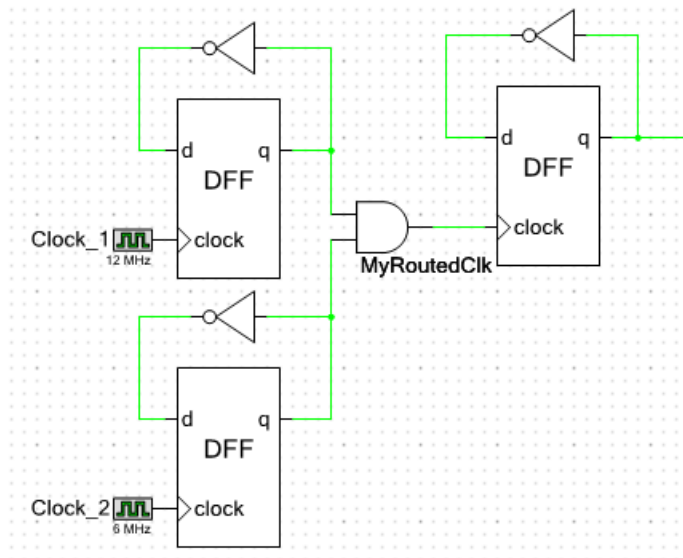 d q
DFF
Clock_1 clock
12 MHz
d q
DFF
clock
MyRoutedClk
d q
DFF
Clock_2 clock
6 MHz